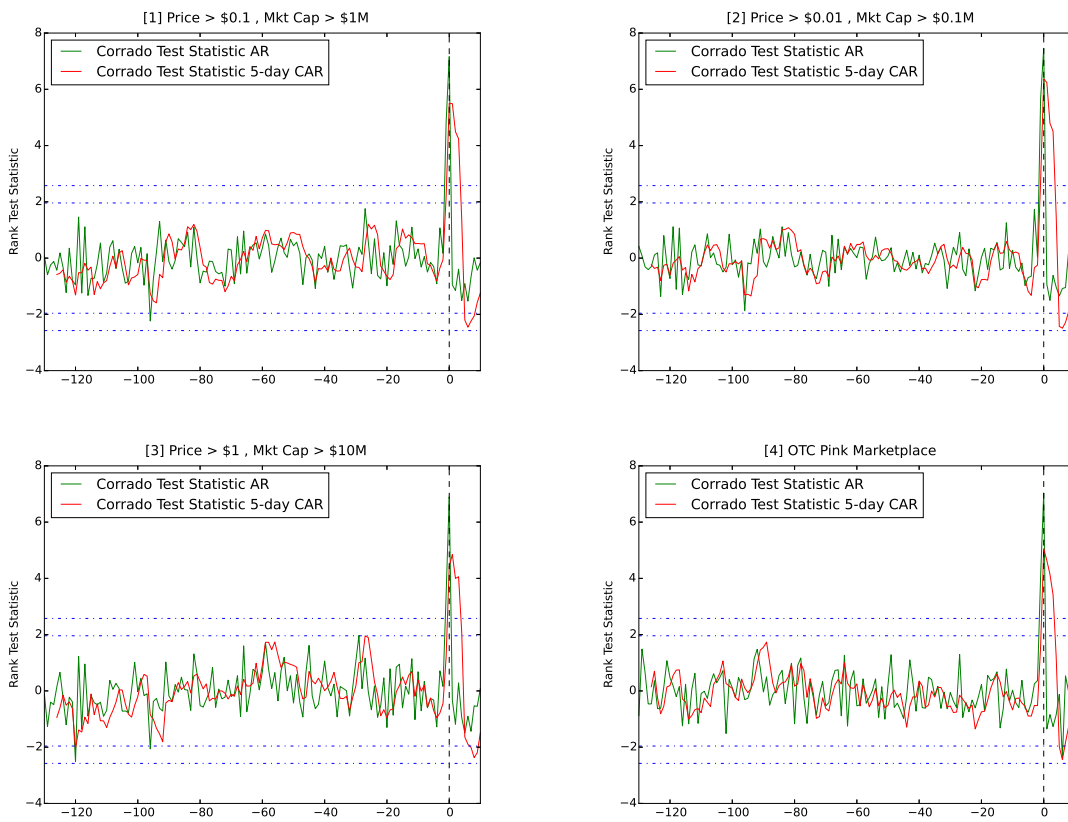 [1] Price > $0.1 , Mkt Cap > $1M
8
6
4
2
0
−2
−4
Rank Test Statistic
Corrado Test Statistic AR
Corrado Test Statistic 5-day CAR
−120 −100 −80 −60 −40 −20 0
[2] Price > $0.01 , Mkt Cap > $0.1M
8
6
4
2
0
−2
−4
Rank Test Statistic
Corrado Test Statistic AR
Corrado Test Statistic 5-day CAR
−120 −100 −80 −60 −40 −20 0
[3] Price > $1 , Mkt Cap > $10M
8
6
4
2
0
−2
−4
Rank Test Statistic
Corrado Test Statistic AR
Corrado Test Statistic 5-day CAR
−120 −100 −80 −60 −40 −20 0
[4] OTC Pink Marketplace
8
6
4
2
0
−2
−4
Rank Test Statistic
Corrado Test Statistic AR
Corrado Test Statistic 5-day CAR
−120 −100 −80 −60 −40 −20 0